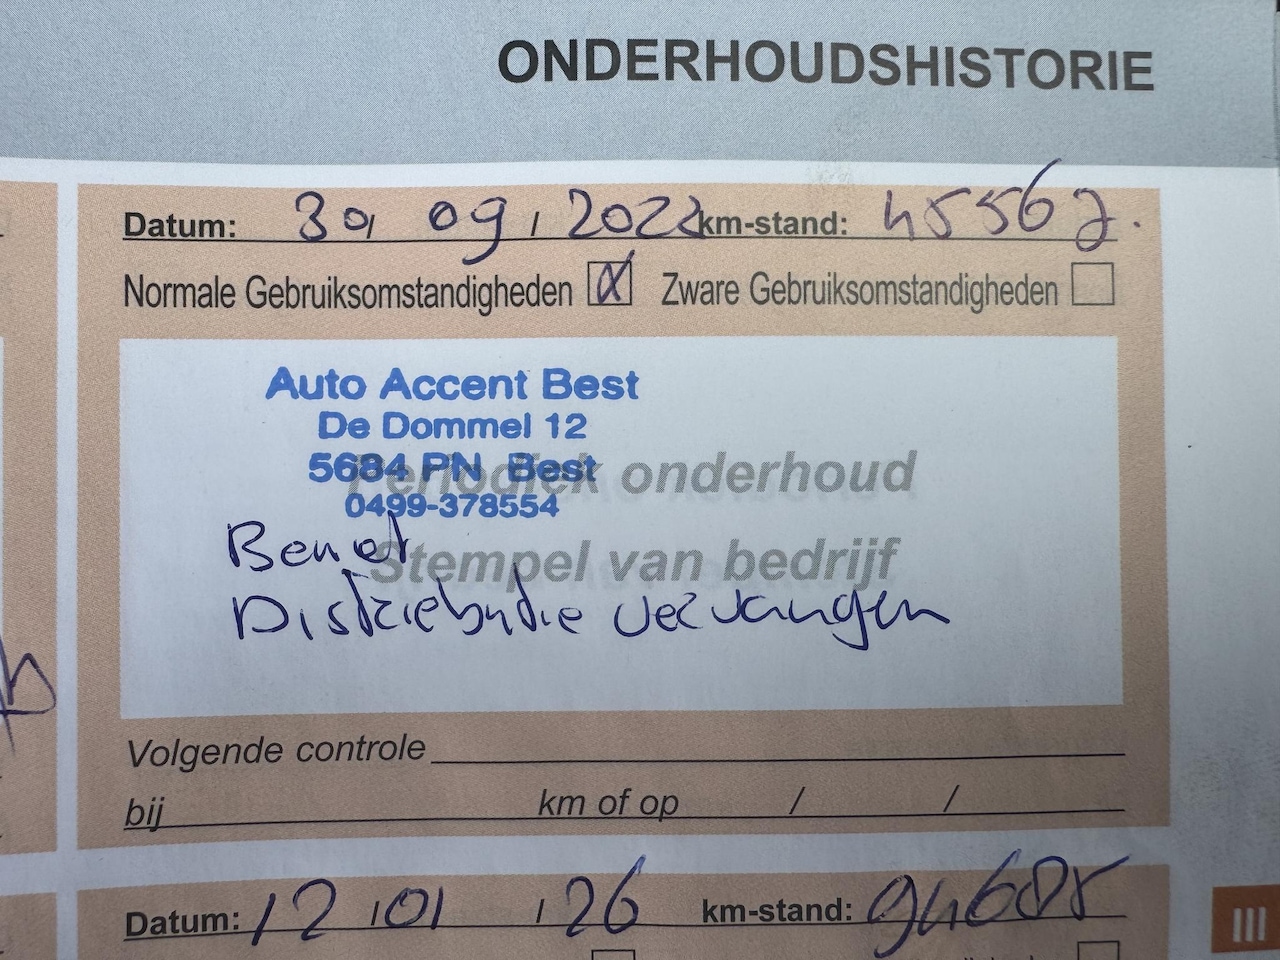 ONDERHOUDSHISTORIE
Datum: 30 / 09 / 2022 km-stand: 45562.
Normale Gebruiksomstandigheden Zware Gebruiksomstandigheden
Auto Accent Best
De Dommel 12
5684 PN Best
0499-378554
Periodiek onderhoud
Stempel van bedrijf
Distriebutie vervangen
Volgende controle
bij km of op / /
Datum: 12 / 01 / 26 km-stand:
III